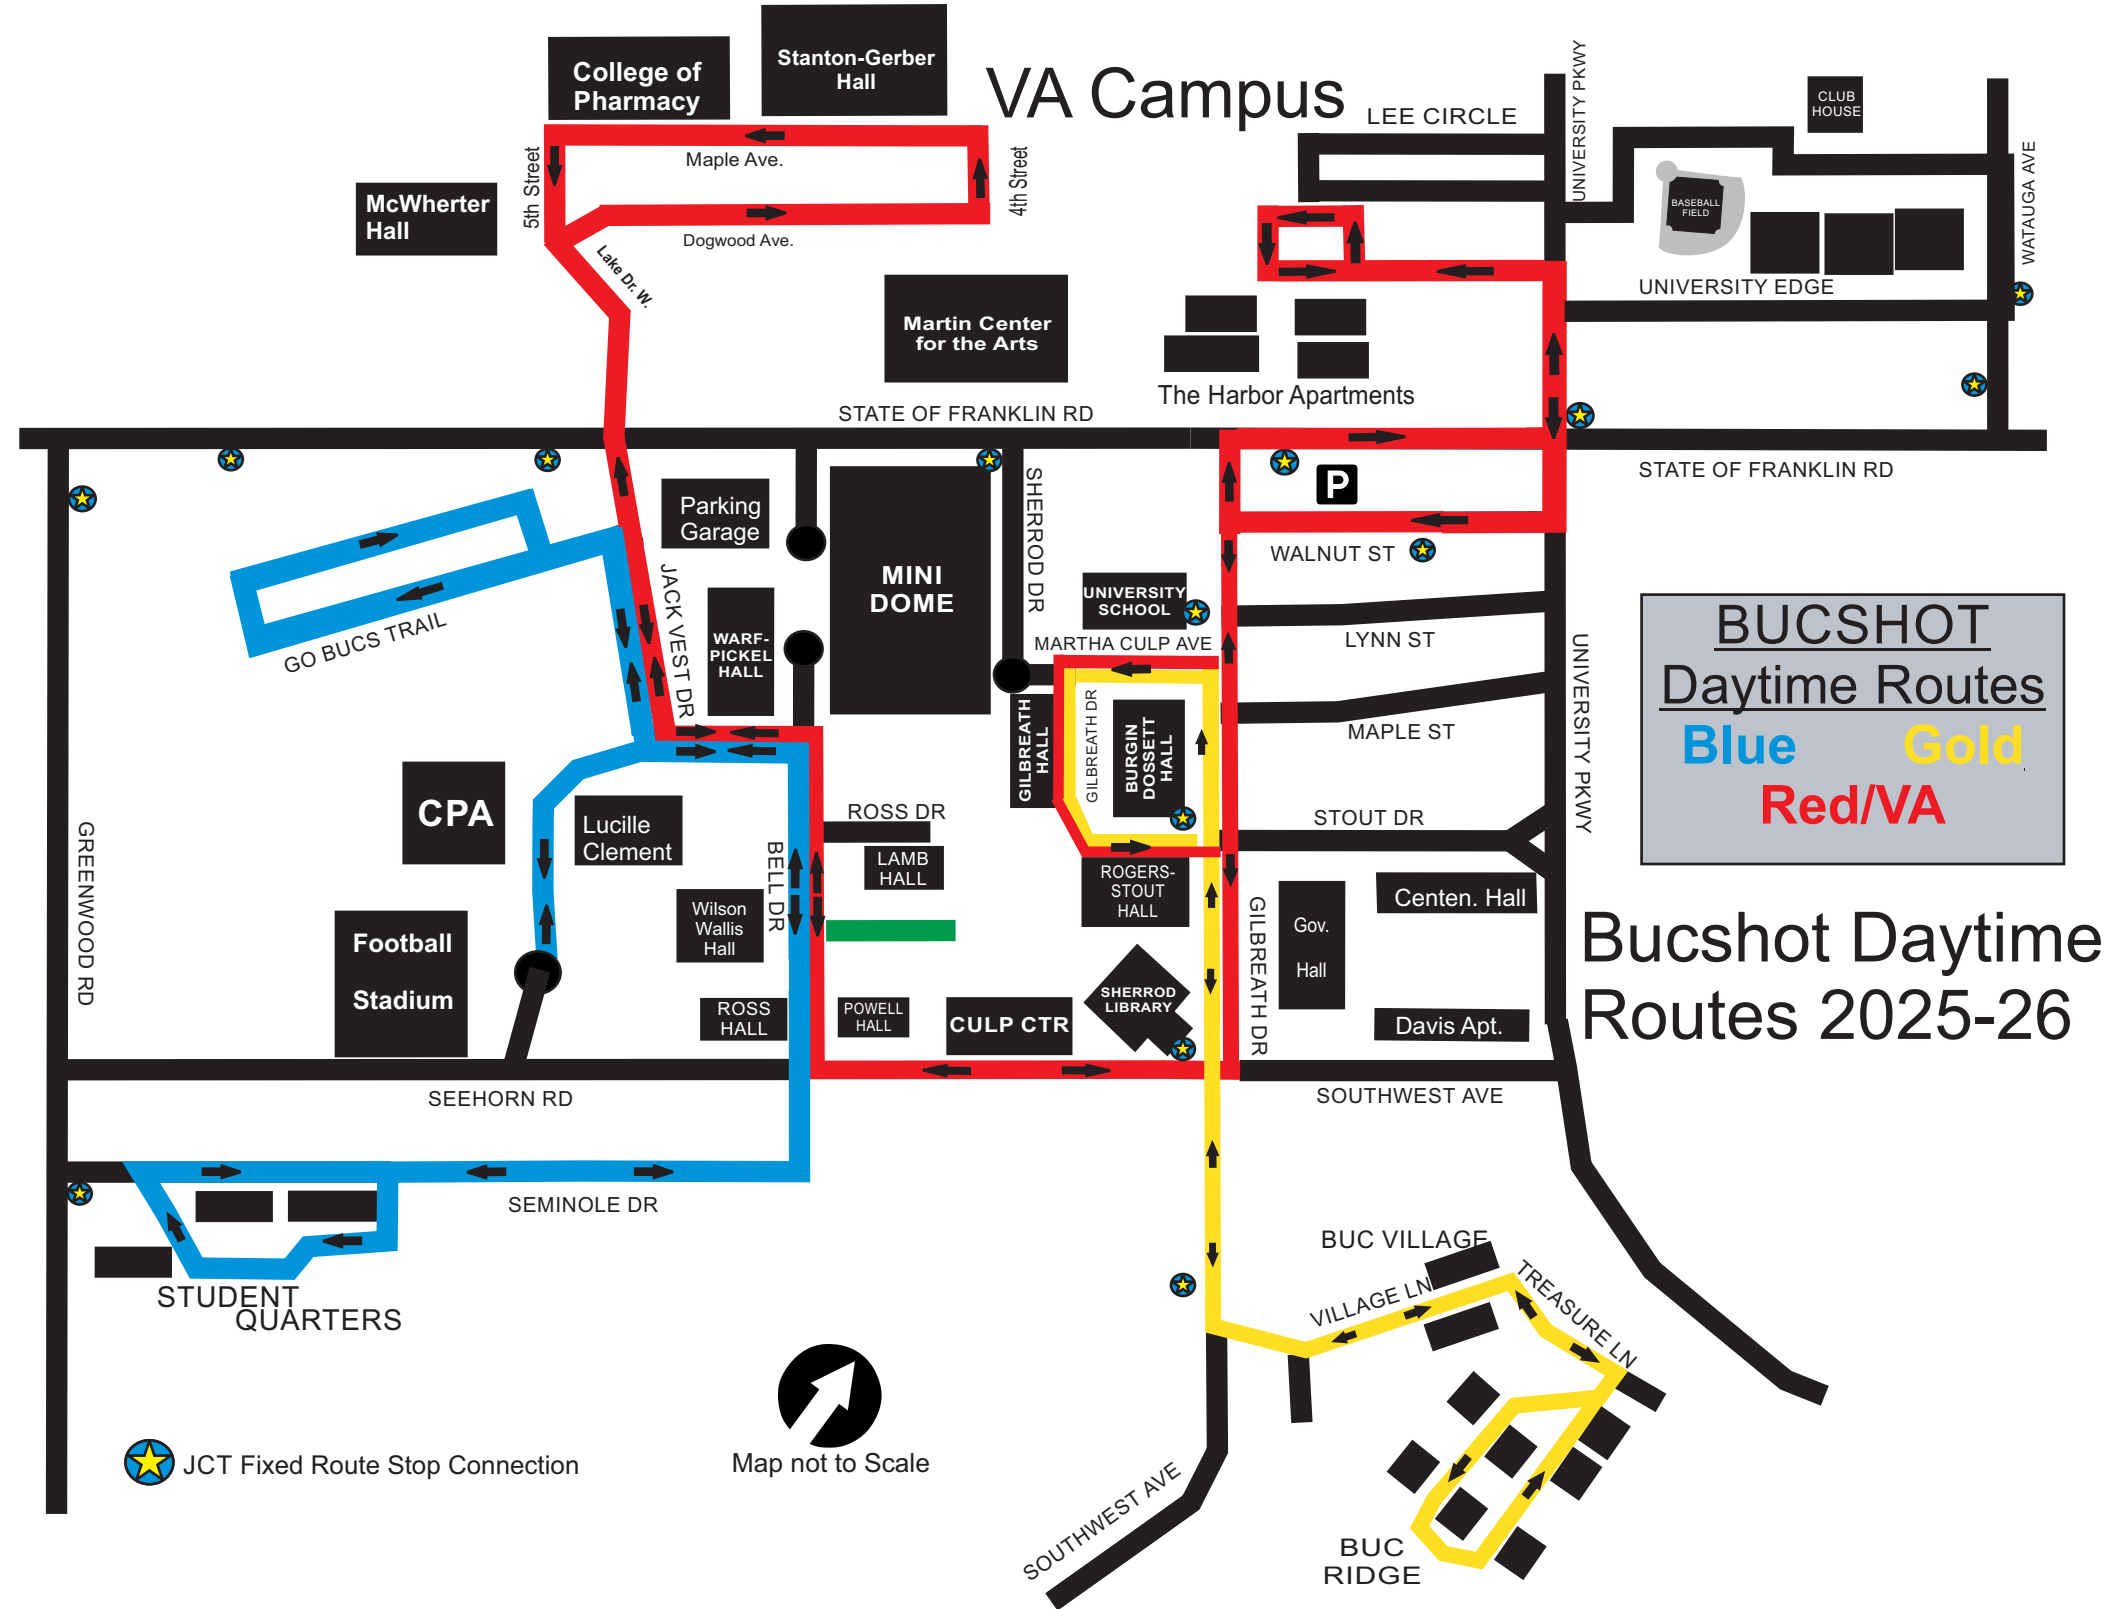 College of
Pharmacy
Stanton-Gerber
Hall
VA Campus
LEE CIRCLE
UNIVERSITY PKWY
CLUB
HOUSE
WATAUGA AVE
BASEBALL
FIELD
UNIVERSITY EDGE
5th Street
Maple Ave.
4th Street
McWherter
Hall
Dogwood Ave.
Lake Dr. W.
Martin Center
for the Arts
The Harbor Apartments
STATE OF FRANKLIN RD
STATE OF FRANKLIN RD
P
Parking
Garage
SHERROD DR
MINI
DOME
WALNUT ST
JACK VEST DR
UNIVERSITY
SCHOOL
GO BUCS TRAIL
WARF-
PICKEL
HALL
MARTHA CULP AVE
LYNN ST
UNIVERSITY PKWY
BUCSHOT
Daytime Routes
Blue
Gold
Red/VA
GILBREATH
HALL
GILBREATH DR
BURGIN
DOSSETT
HALL
MAPLE ST
CPA
Lucille
Clement
ROSS DR
STOUT DR
GREENWOOD RD
BELL DR
LAMB
HALL
ROGERS-
STOUT
HALL
Centen. Hall
Wilson
Wallis
Hall
GILBREATH DR
Gov.
Hall
Football
Stadium
Bucshot Daytime
Routes 2025-26
SHERROD
LIBRARY
ROSS
HALL
POWELL
HALL
CULP CTR
Davis Apt.
SEEHORN RD
SOUTHWEST AVE
SEMINOLE DR
STUDENT
QUARTERS
BUC VILLAGE
VILLAGE LN
TREASURE LN
JCT Fixed Route Stop Connection
Map not to Scale
SOUTHWEST AVE
BUC
RIDGE